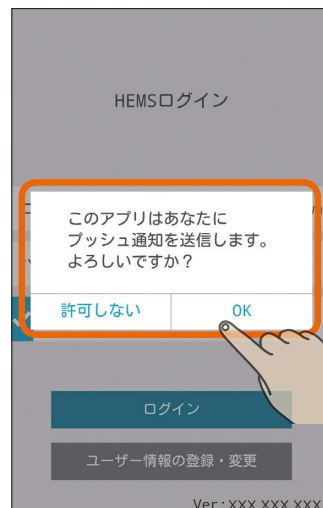 HEMSログイン
このアプリはあなたに
プッシュ通知を送信します。
よろしいですか？
許可しない
OK
ログイン
ユーザー情報の登録・変更
Ver:XXX XXX XXX